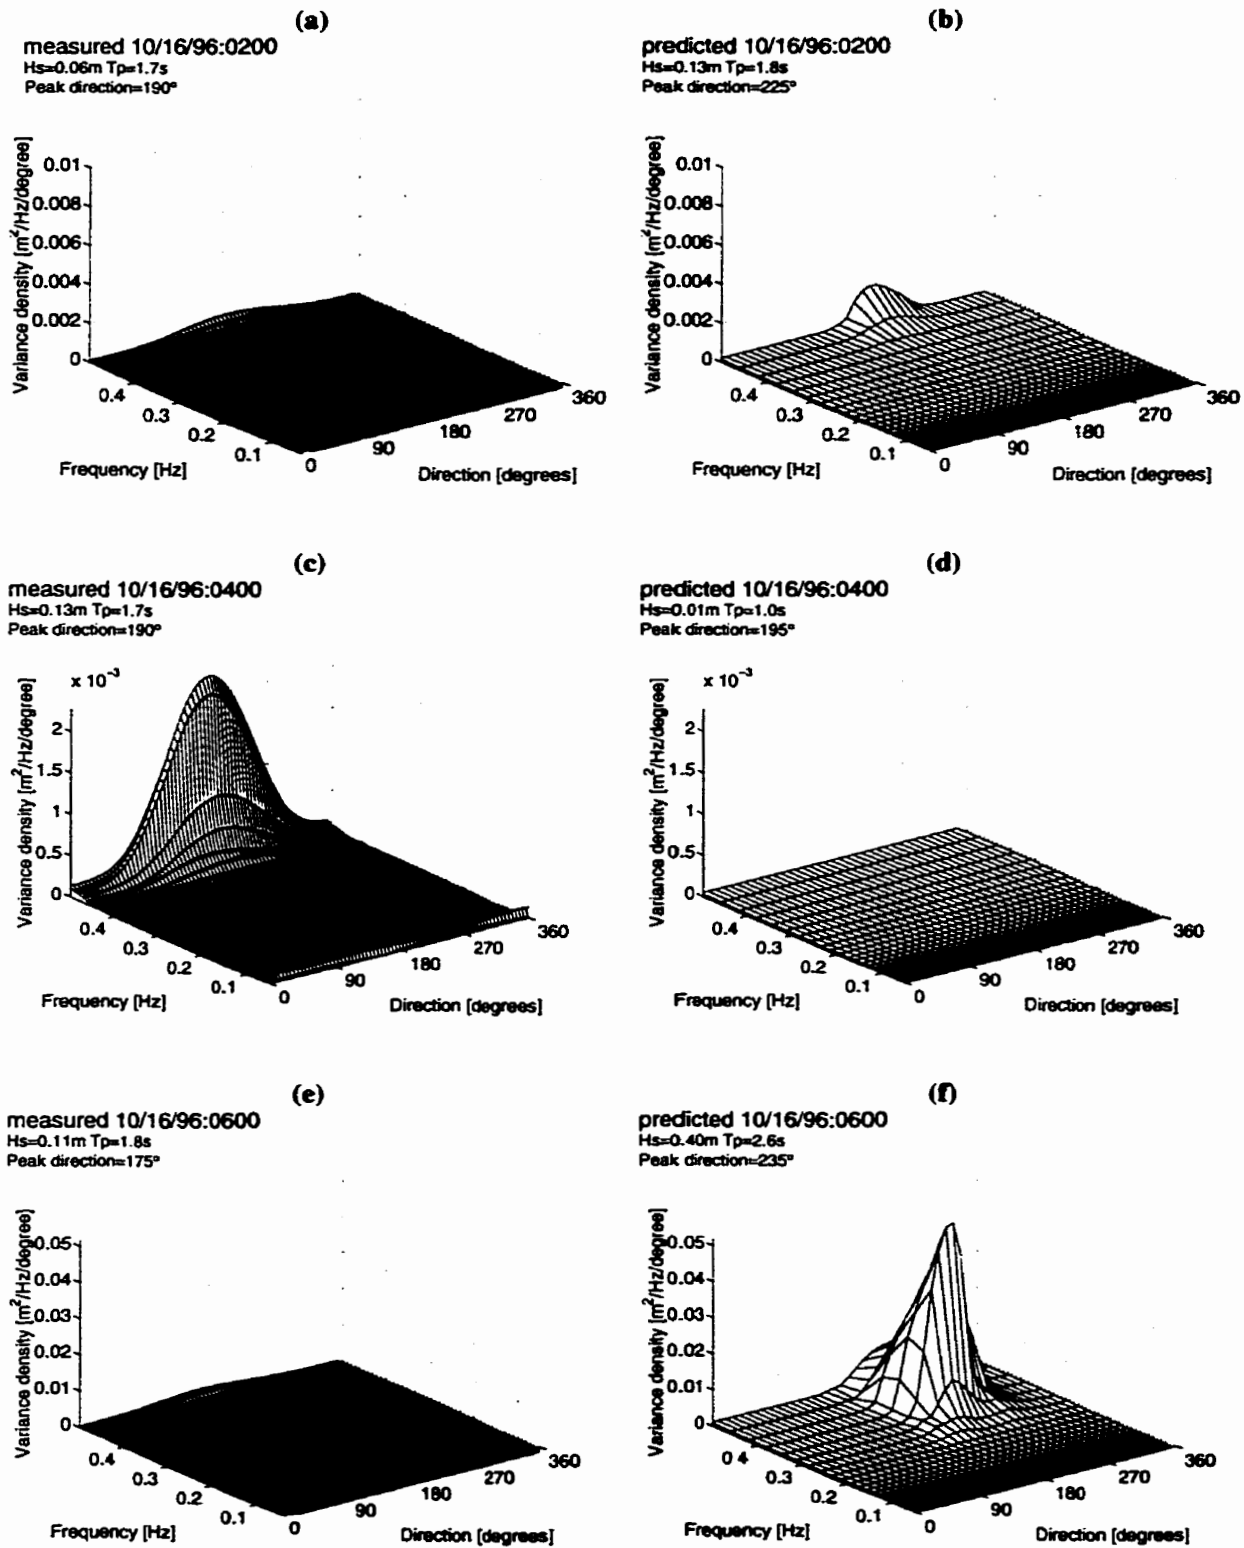 (a)
measured 10/16/96:0200
Hs=0.06m Tp=1.7s
Peak direction=190°
Variance density [m²/Hz/degree]
0.01
0.008
0.006
0.004
0.002
0
0.4
0.3
0.2
0.1
0
90
180
270
360
Frequency [Hz]
Direction [degrees]
(b)
predicted 10/16/96:0200
Hs=0.13m Tp=1.8s
Peak direction=225°
Variance density [m²/Hz/degree]
0.01
0.008
0.006
0.004
0.002
0
0.4
0.3
0.2
0.1
0
90
180
270
360
Frequency [Hz]
Direction [degrees]
(c)
measured 10/16/96:0400
Hs=0.13m Tp=1.7s
Peak direction=190°
x 10⁻³
Variance density [m²/Hz/degree]
2
1.5
1
0.5
0
0.4
0.3
0.2
0.1
0
90
180
270
360
Frequency [Hz]
Direction [degrees]
(d)
predicted 10/16/96:0400
Hs=0.01m Tp=1.0s
Peak direction=195°
x 10⁻³
Variance density [m²/Hz/degree]
2
1.5
1
0.5
0
0.4
0.3
0.2
0.1
0
90
180
270
360
Frequency [Hz]
Direction [degrees]
(e)
measured 10/16/96:0600
Hs=0.11m Tp=1.8s
Peak direction=175°
Variance density [m²/Hz/degree]
0.05
0.04
0.03
0.02
0.01
0
0.4
0.3
0.2
0.1
0
90
180
270
360
Frequency [Hz]
Direction [degrees]
(f)
predicted 10/16/96:0600
Hs=0.40m Tp=2.6s
Peak direction=235°
Variance density [m²/Hz/degree]
0.05
0.04
0.03
0.02
0.01
0
0.4
0.3
0.2
0.1
0
90
180
270
360
Frequency [Hz]
Direction [degrees]